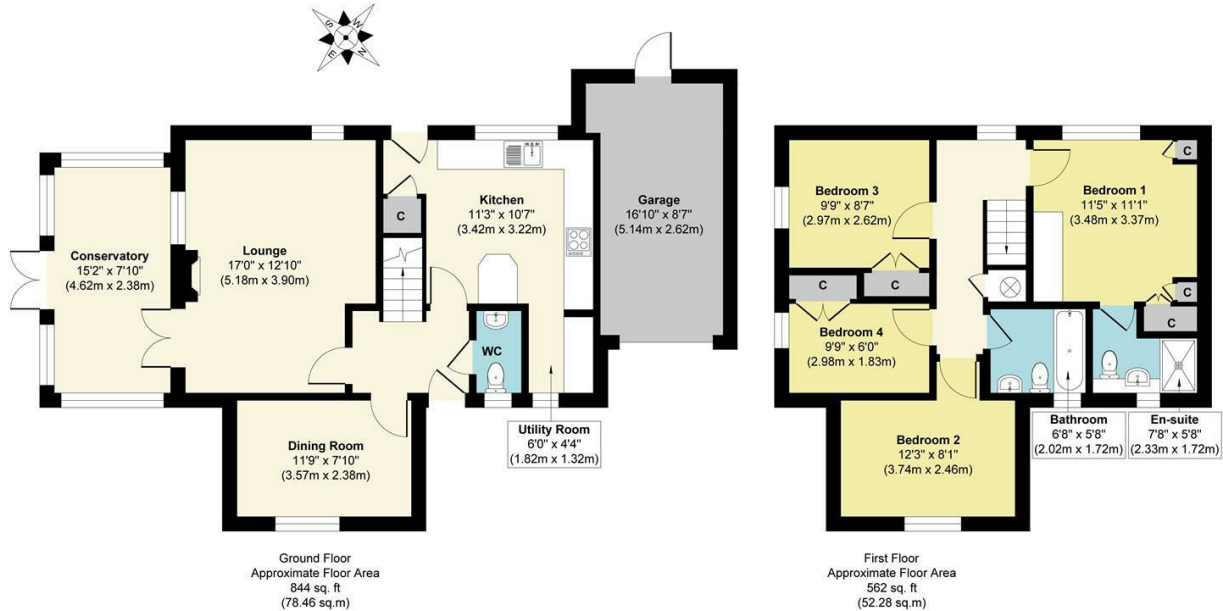 S
W
E
N
Conservatory
15'2" x 7'10"
(4.62m x 2.38m)
Lounge
17'0" x 12'10"
(5.18m x 3.90m)
C
Kitchen
11'3" x 10'7"
(3.42m x 3.22m)
Garage
16'10" x 8'7"
(5.14m x 2.62m)
WC
Utility Room
6'0" x 4'4"
(1.82m x 1.32m)
Dining Room
11'9" x 7'10"
(3.57m x 2.38m)
Ground Floor
Approximate Floor Area
844 sq. ft
(78.46 sq.m)
Bedroom 3
9'9" x 8'7"
(2.97m x 2.62m)
C
C
Bedroom 4
9'9" x 6'0"
(2.98m x 1.83m)
Bedroom 1
11'5" x 11'1"
(3.48m x 3.37m)
C
C
C
Bedroom 2
12'3" x 8'1"
(3.74m x 2.46m)
Bathroom
6'8" x 5'8"
(2.02m x 1.72m)
En-suite
7'8" x 5'8"
(2.33m x 1.72m)
First Floor
Approximate Floor Area
562 sq. ft
(52.28 sq.m)